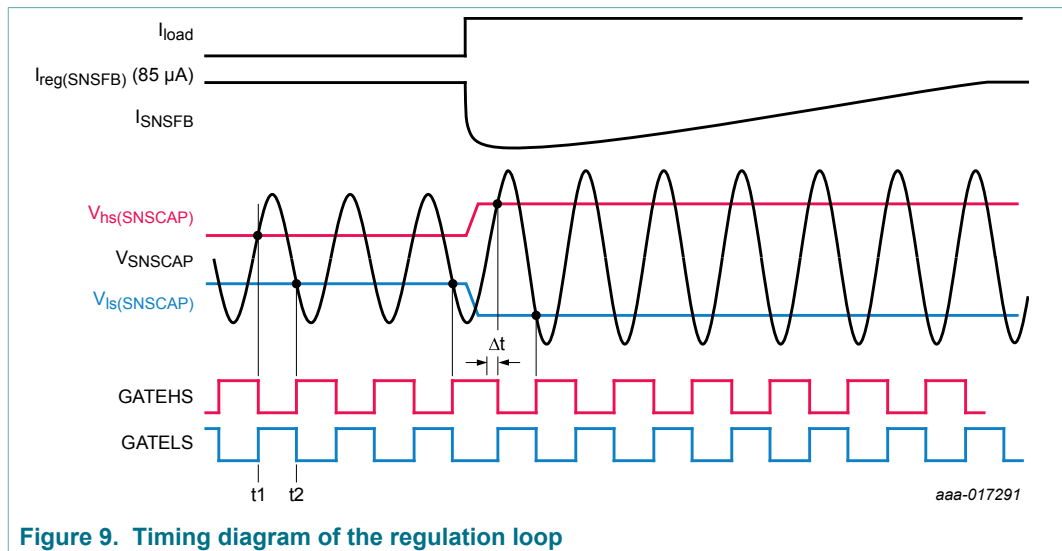 Iload
Ireg(SNSFB) (85 µA)
ISNSFB
Vhs(SNSCAP)
VSNSCAP
Vls(SNSCAP)
Δt
GATEHS
GATELS
t1 t2
aaa-017291
Figure 9. Timing diagram of the regulation loop